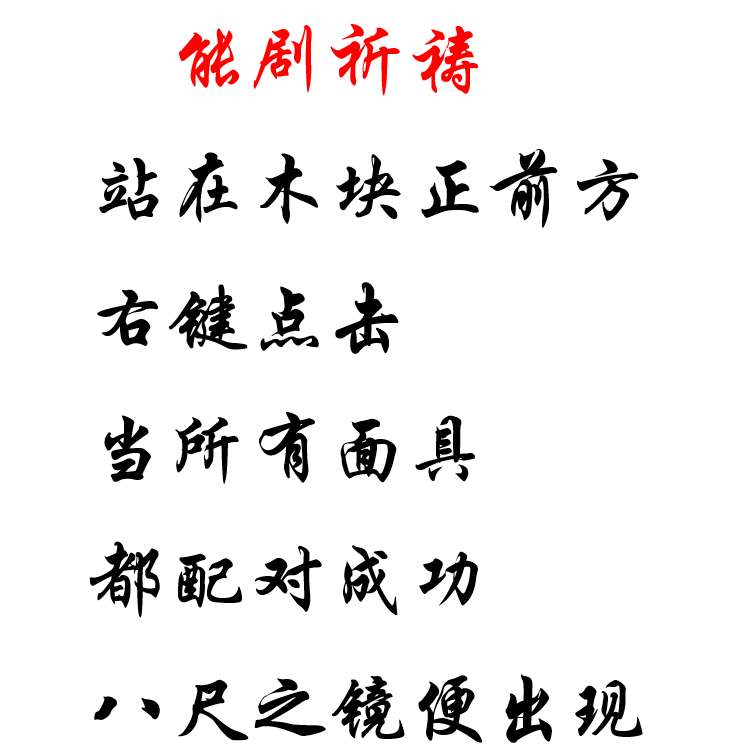 能剧祈祷
站在木块正前方
右键点击
当所有面具
都配对成功
八尺之镜便出现